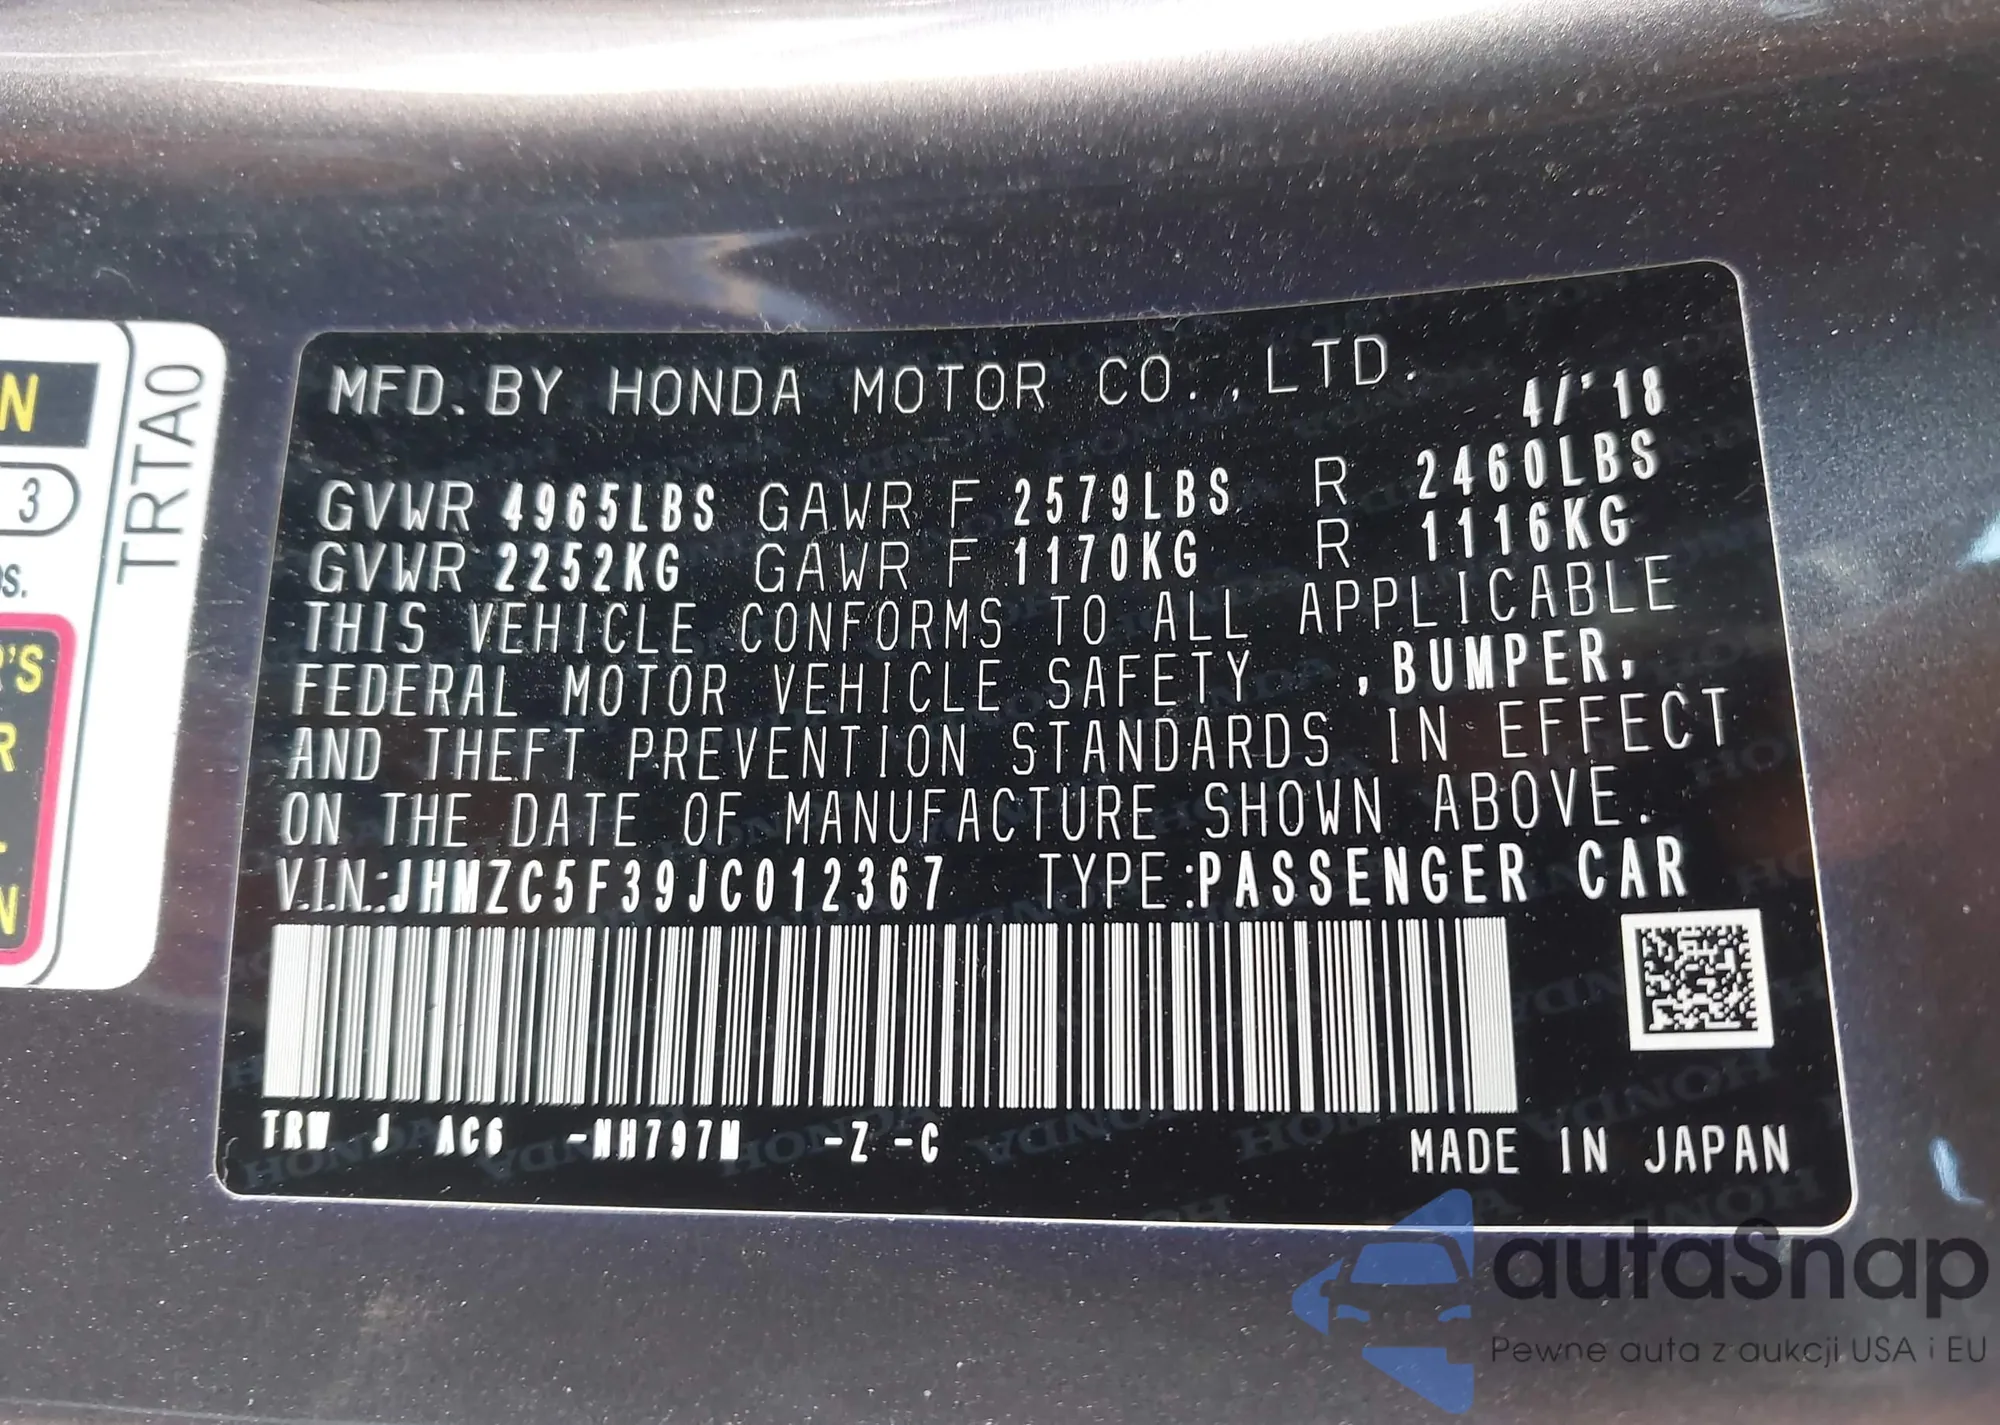 MFD. BY HONDA MOTOR CO., LTD.
4/'18
GVWR 4965LBS GAWR F 2579LBS R 2460LBS
GVWR 2252KG GAWR F 1170KG R 1116KG
THIS VEHICLE CONFORMS TO ALL APPLICABLE
FEDERAL MOTOR VEHICLE SAFETY , BUMPER,
AND THEFT PREVENTION STANDARDS IN EFFECT
ON THE DATE OF MANUFACTURE SHOWN ABOVE.
V.I.N.:JHMZC5F39JC012367 TYPE:PASSENGER CAR
TRW J AC6 -NH797M -Z -C
MADE IN JAPAN
TRTA0
N
3
S.
'S
R
N
autaSnap
Pewne auta z aukcji USA i EU